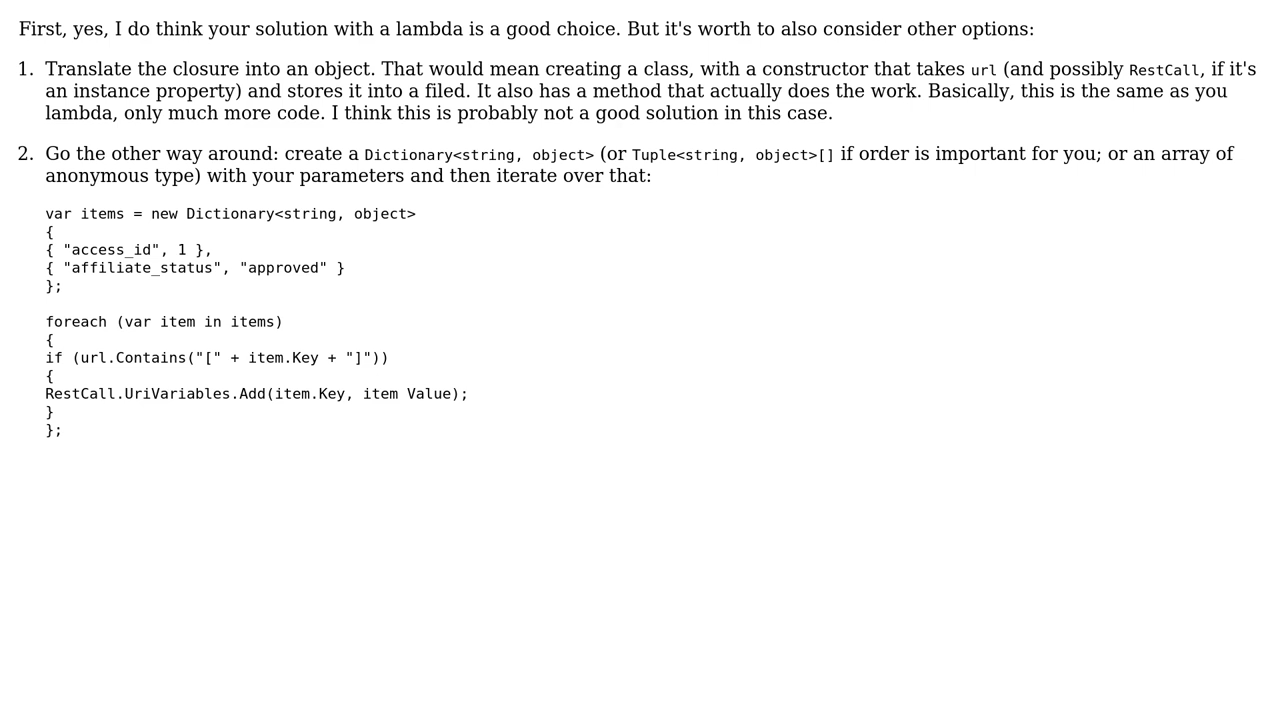 First, yes, I do think your solution with a lambda is a good choice. But it's worth to also consider other options:
1. Translate the closure into an object. That would mean creating a class, with a constructor that takes url (and possibly RestCall, if it's
an instance property) and stores it into a filed. It also has a method that actually does the work. Basically, this is the same as you
lambda, only much more code. I think this is probably not a good solution in this case.
2. Go the other way around: create a Dictionary<string, object> (or Tuple<string, object>[] if order is important for you; or an array of
anonymous type) with your parameters and then iterate over that:
var items = new Dictionary<string, object>
{
{ "access_id", 1 },
{ "affiliate_status", "approved" }
};
foreach (var item in items)
{
if (url.Contains("[" + item.Key + "]"))
{
RestCall.UriVariables.Add(item.Key, item Value);
}
};